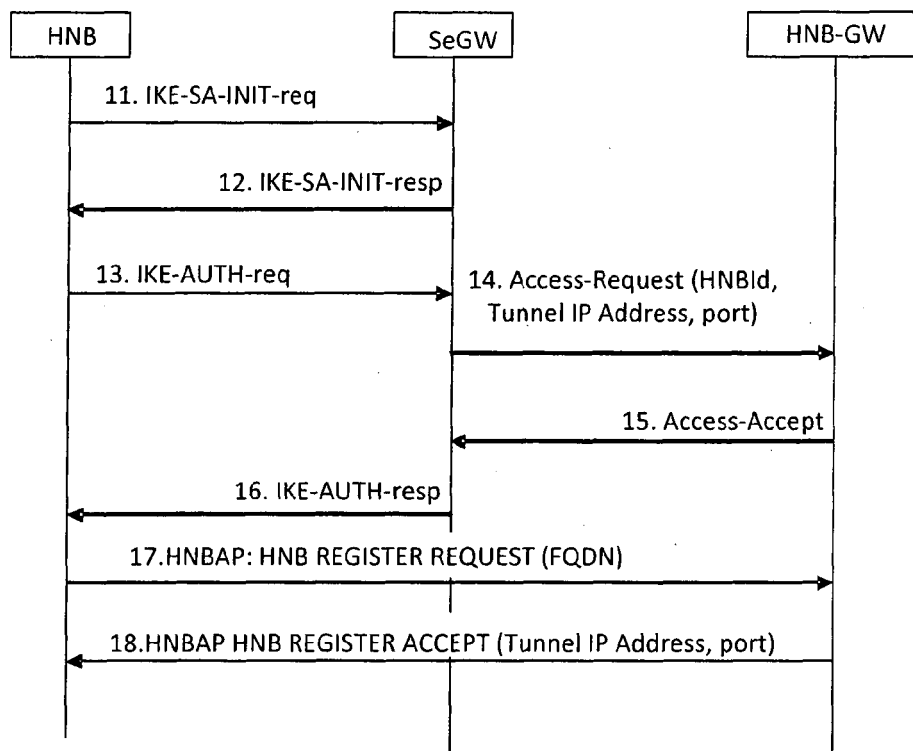 HNB
SeGW
HNB-GW
11. IKE-SA-INIT-req
12. IKE-SA-INIT-resp
13. IKE-AUTH-req
14. Access-Request (HNBId,
Tunnel IP Address, port)
15. Access-Accept
16. IKE-AUTH-resp
17.HNBAP: HNB REGISTER REQUEST (FQDN)
18.HNBAP HNB REGISTER ACCEPT (Tunnel IP Address, port)